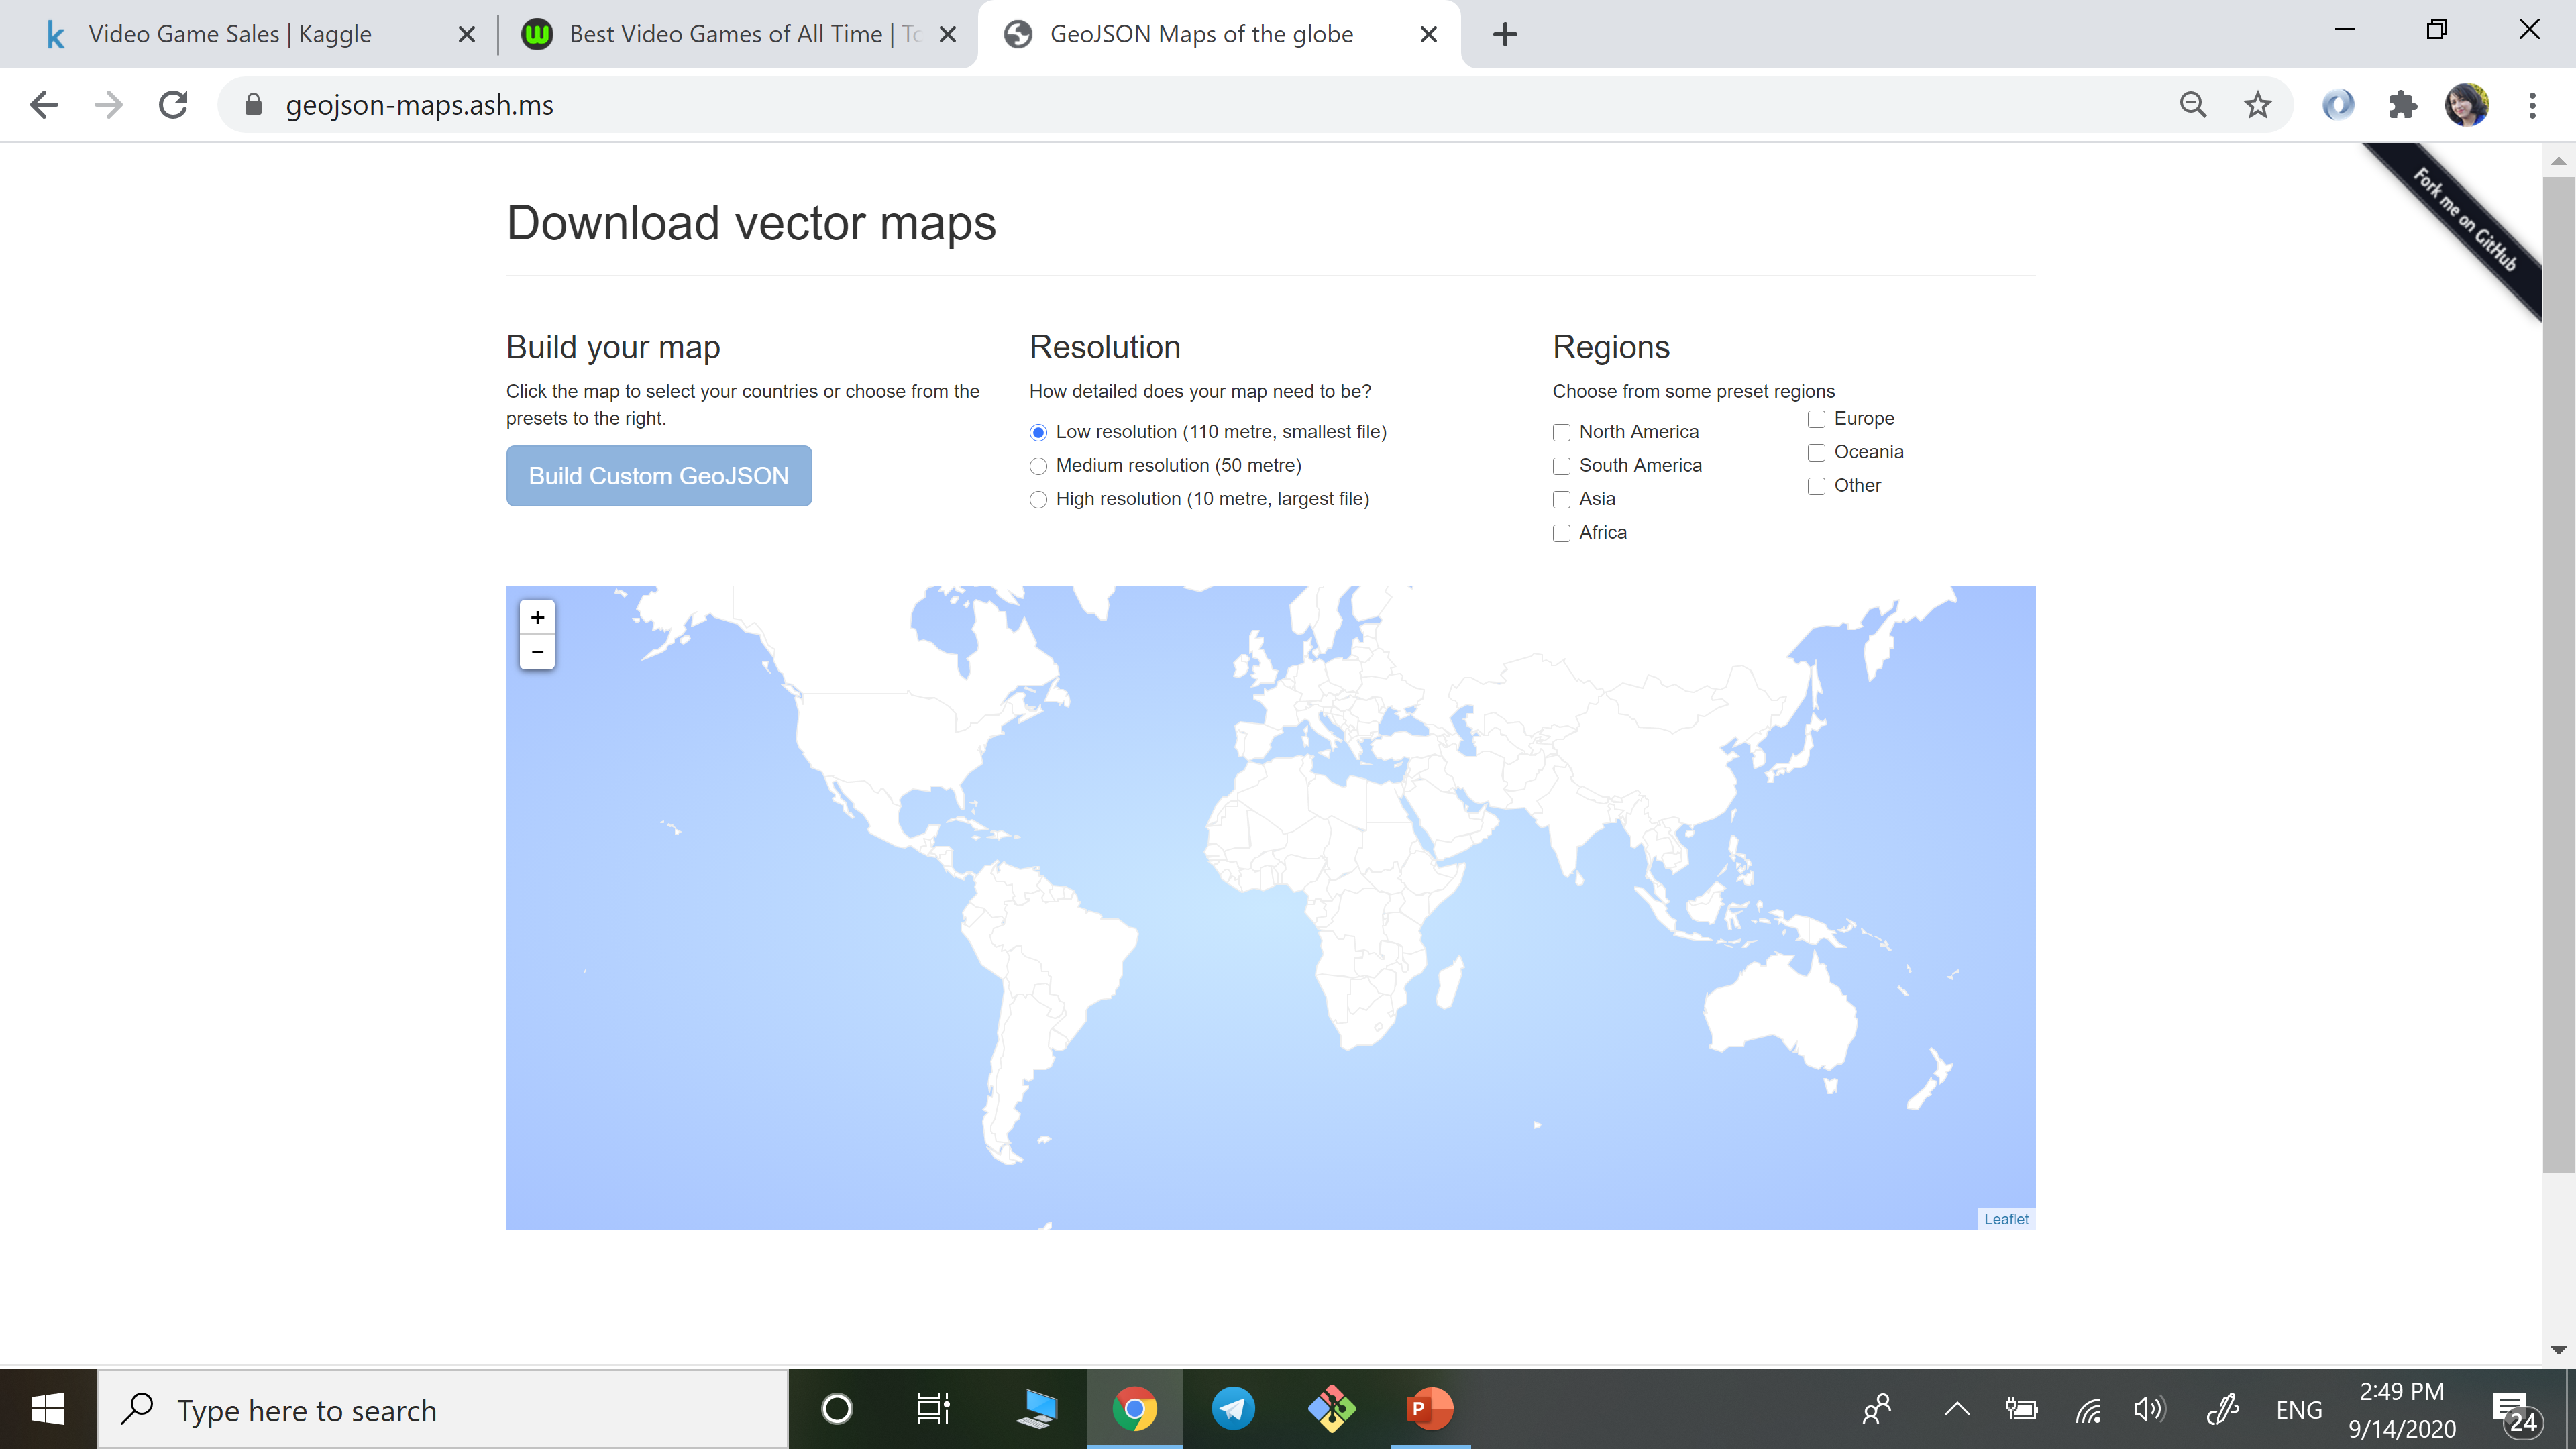 Video Game Sales | Kaggle
Best Video Games of All Time |
GeoJSON Maps of the globe
geojson-maps.ash.ms
Fork me on GitHub
Download vector maps
Build your map
Click the map to select your countries or choose from the
presets to the right.
Build Custom GeoJSON
Resolution
How detailed does your map need to be?
Low resolution (110 metre, smallest file)
Medium resolution (50 metre)
High resolution (10 metre, largest file)
Regions
Choose from some preset regions
North America
South America
Asia
Africa
Europe
Oceania
Other
+
−
Leaflet
Type here to search
P
ENG
2:49 PM
9/14/2020
24